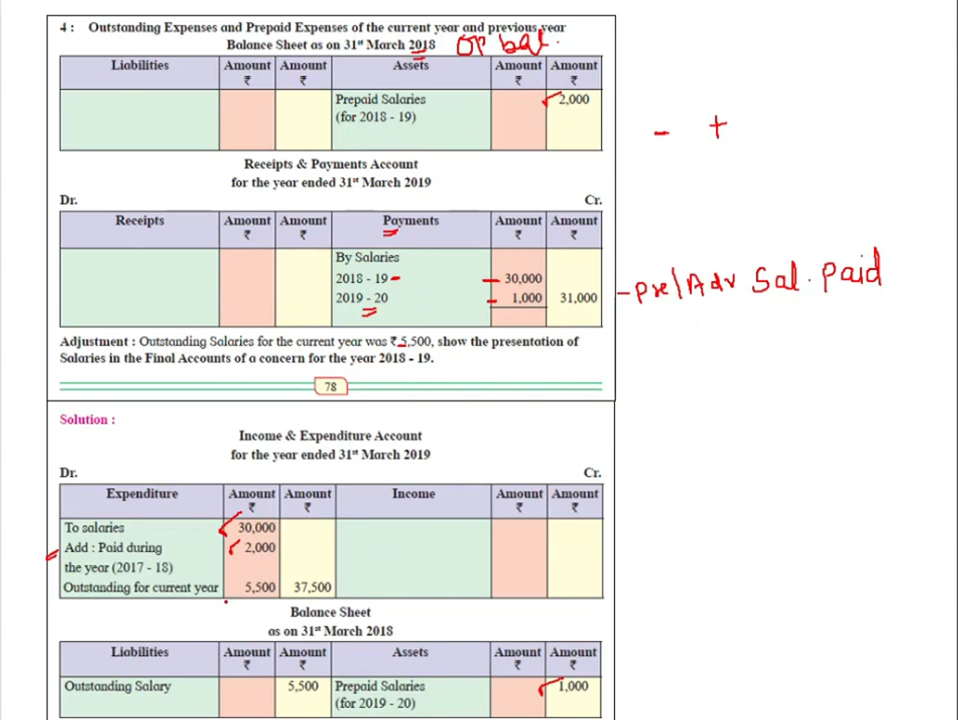 4 : Outstanding Expenses and Prepaid Expenses of the current year and previous year
Balance Sheet as on 31st March 2018 op bal.
Liabilities Amount ₹ Amount ₹ Assets Amount ₹ Amount ₹
Prepaid Salaries 2,000
(for 2018 - 19)
- +
Receipts & Payments Account
for the year ended 31st March 2019
Dr. Cr.
Receipts Amount ₹ Amount ₹ Payments Amount ₹ Amount ₹
By Salaries
2018 - 19 30,000
2019 - 20 1,000 31,000
- Pre/Adv Sal. Paid
Adjustment : Outstanding Salaries for the current year was ₹ 5,500, show the presentation of
Salaries in the Final Accounts of a concern for the year 2018 - 19.
78
Solution :
Income & Expenditure Account
for the year ended 31st March 2019
Dr. Cr.
Expenditure Amount ₹ Amount ₹ Income Amount ₹ Amount ₹
To salaries 30,000
Add : Paid during 2,000
the year (2017 - 18)
Outstanding for current year 5,500 37,500
Balance Sheet
as on 31st March 2018
Liabilities Amount ₹ Amount ₹ Assets Amount ₹ Amount ₹
Outstanding Salary 5,500 Prepaid Salaries 1,000
(for 2019 - 20)